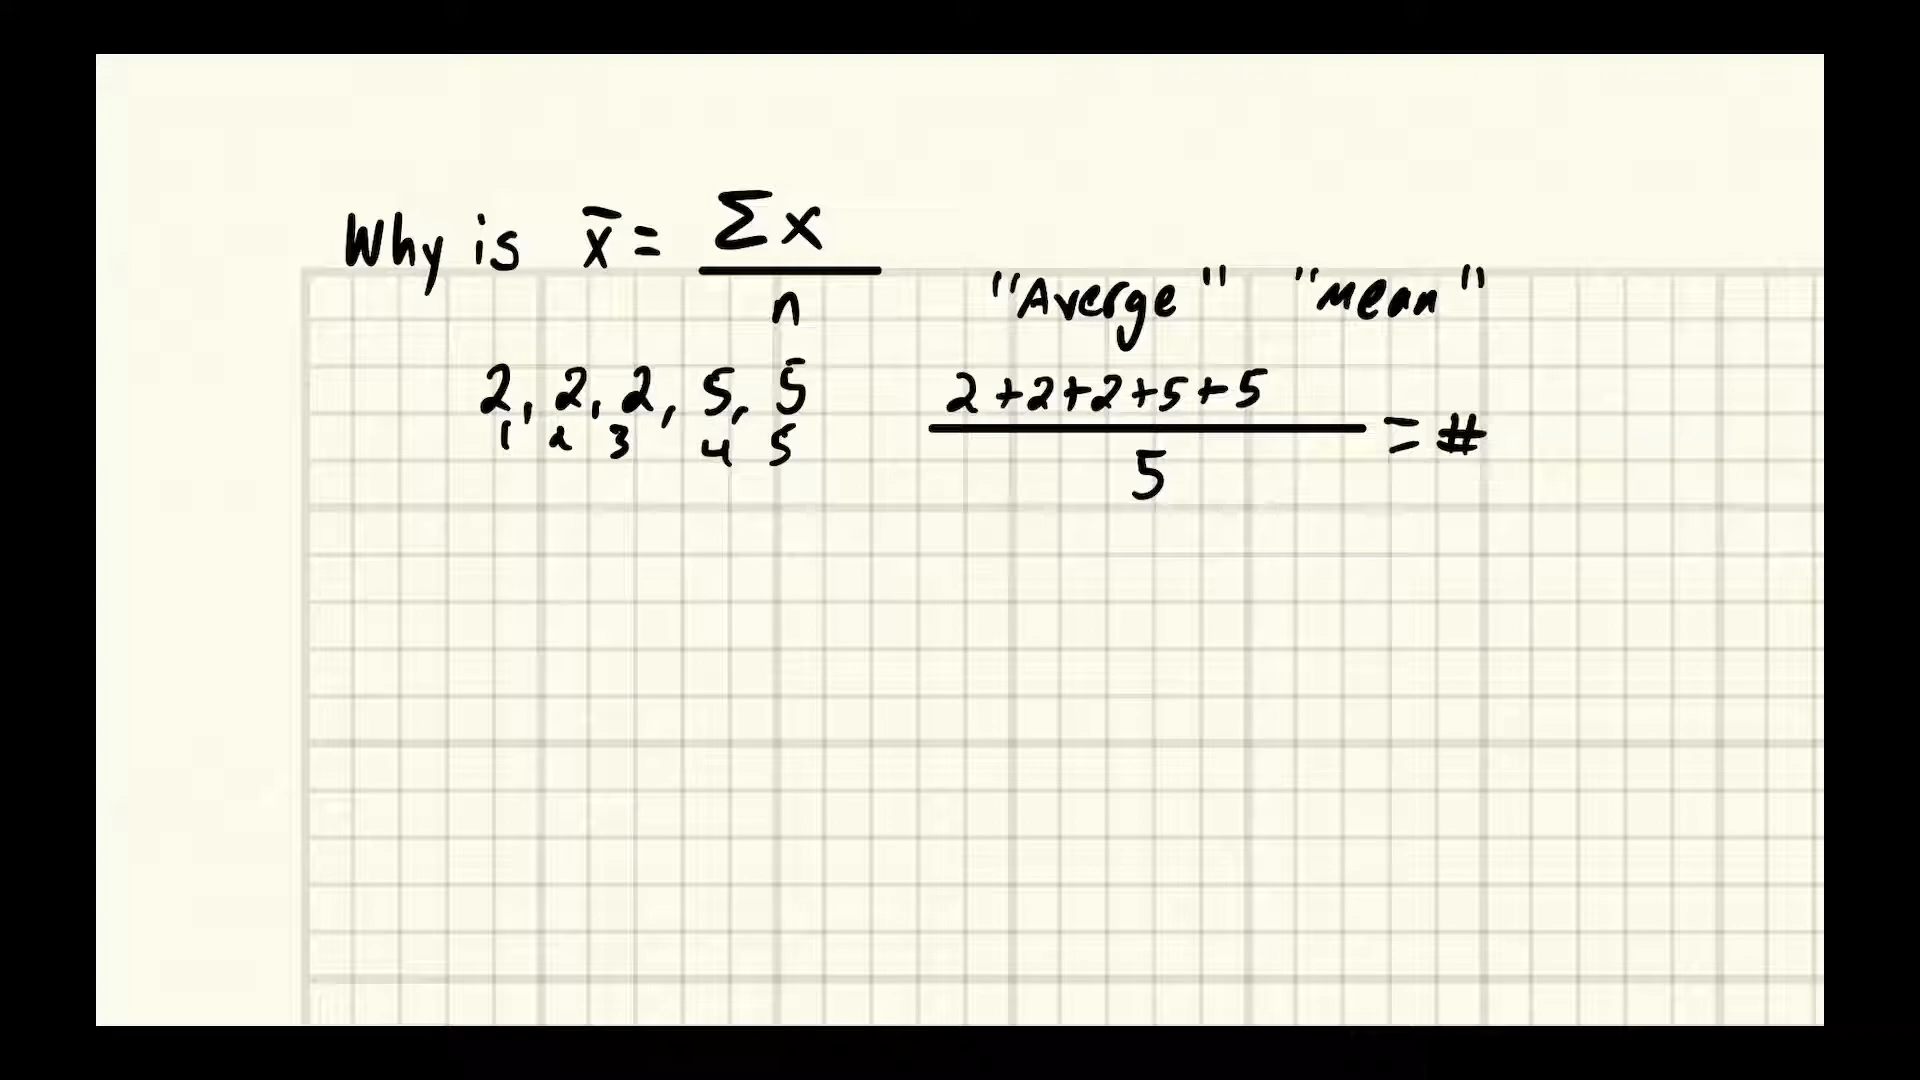 Why is x̄ = Σx / n
"Averge" "mean"
2, 2, 2, 5, 5
1 2 3 4 5
2+2+2+5+5 / 5 = #